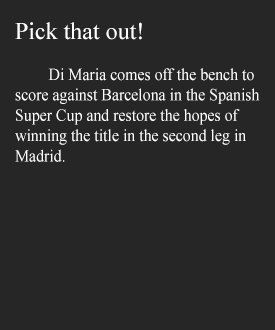 Pick that out!
Di Maria comes off the bench to
score against Barcelona in the Spanish
Super Cup and restore the hopes of
winning the title in the second leg in
Madrid.